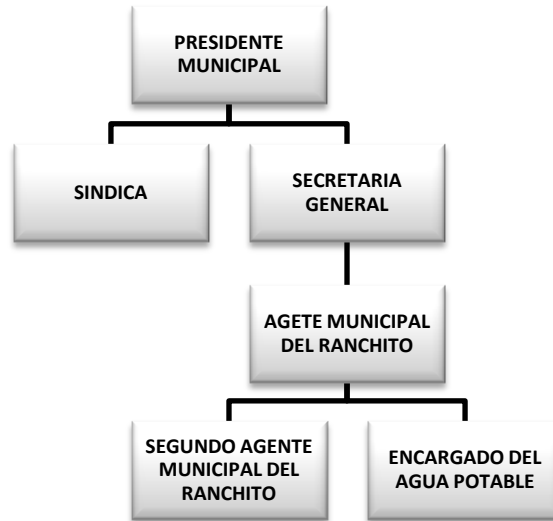 PRESIDENTE
MUNICIPAL
SINDICA
SECRETARIA
GENERAL
AGETE MUNICIPAL
DEL RANCHITO
SEGUNDO AGENTE
MUNICIPAL DEL
RANCHITO
ENCARGADO DEL
AGUA POTABLE